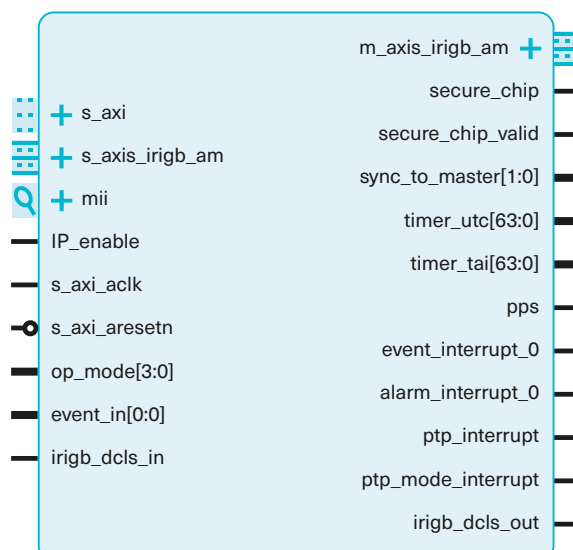 s_axi
s_axis_irigb_am
mii
IP_enable
s_axi_aclk
s_axi_aresetn
op_mode[3:0]
event_in[0:0]
irigb_dcls_in
m_axis_irigb_am
secure_chip
secure_chip_valid
sync_to_master[1:0]
timer_utc[63:0]
timer_tai[63:0]
pps
event_interrupt_0
alarm_interrupt_0
ptp_interrupt
ptp_mode_interrupt
irigb_dcls_out